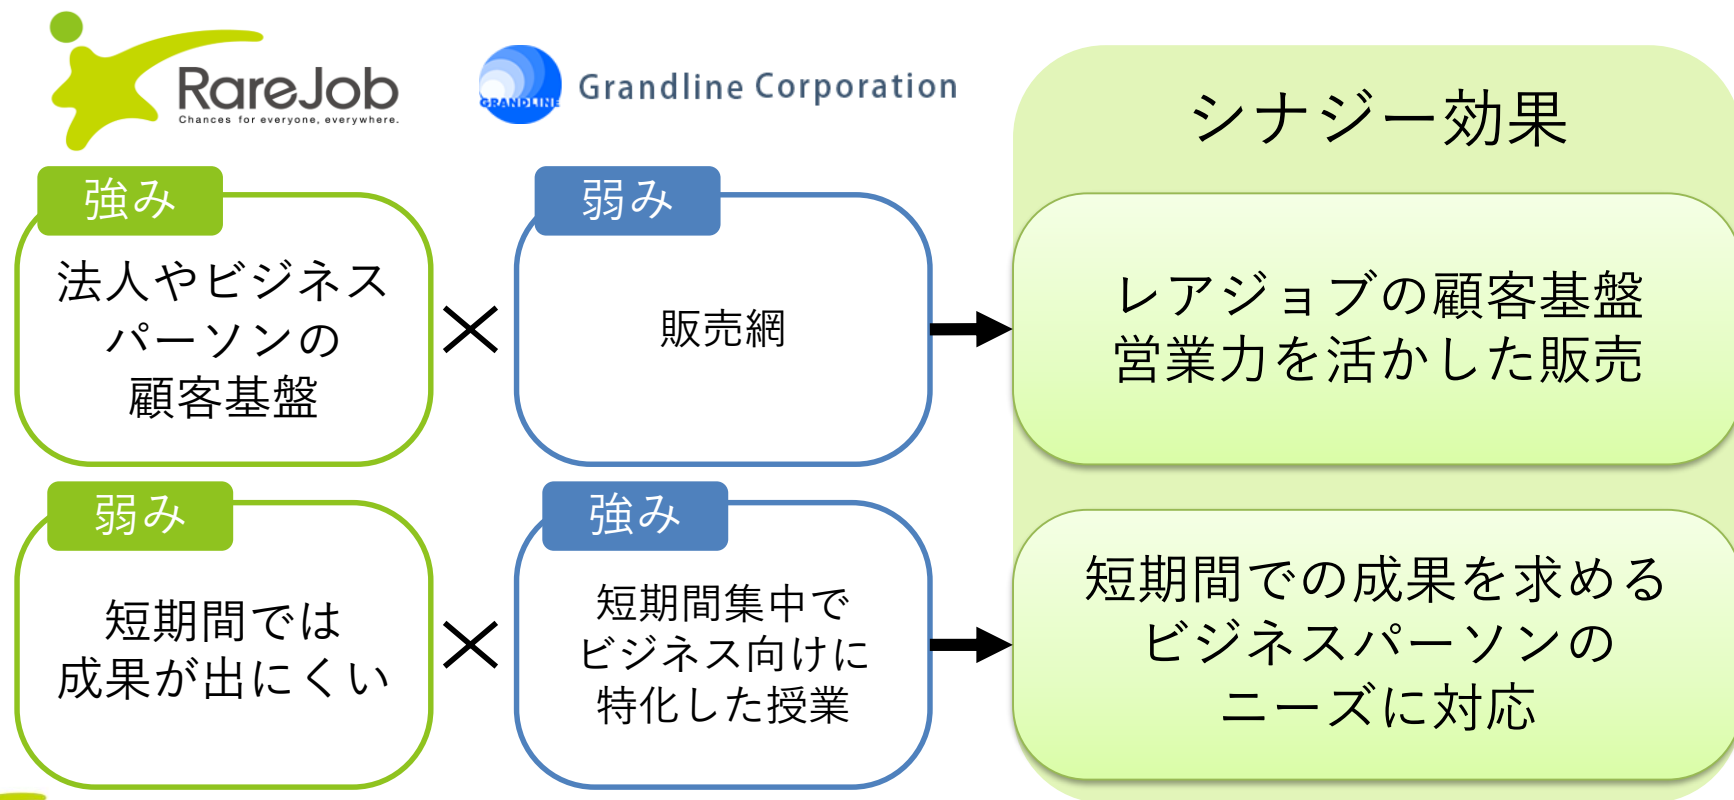 RareJob
Chances for everyone, everywhere.
GRANDLINE
Grandline Corporation
シナジー効果
強み
法人やビジネス
パーソンの
顧客基盤
弱み
販売網
レアジョブの顧客基盤
営業力を活かした販売
弱み
短期間では
成果が出にくい
強み
短期間集中で
ビジネス向けに
特化した授業
短期間での成果を求める
ビジネスパーソンの
ニーズに対応